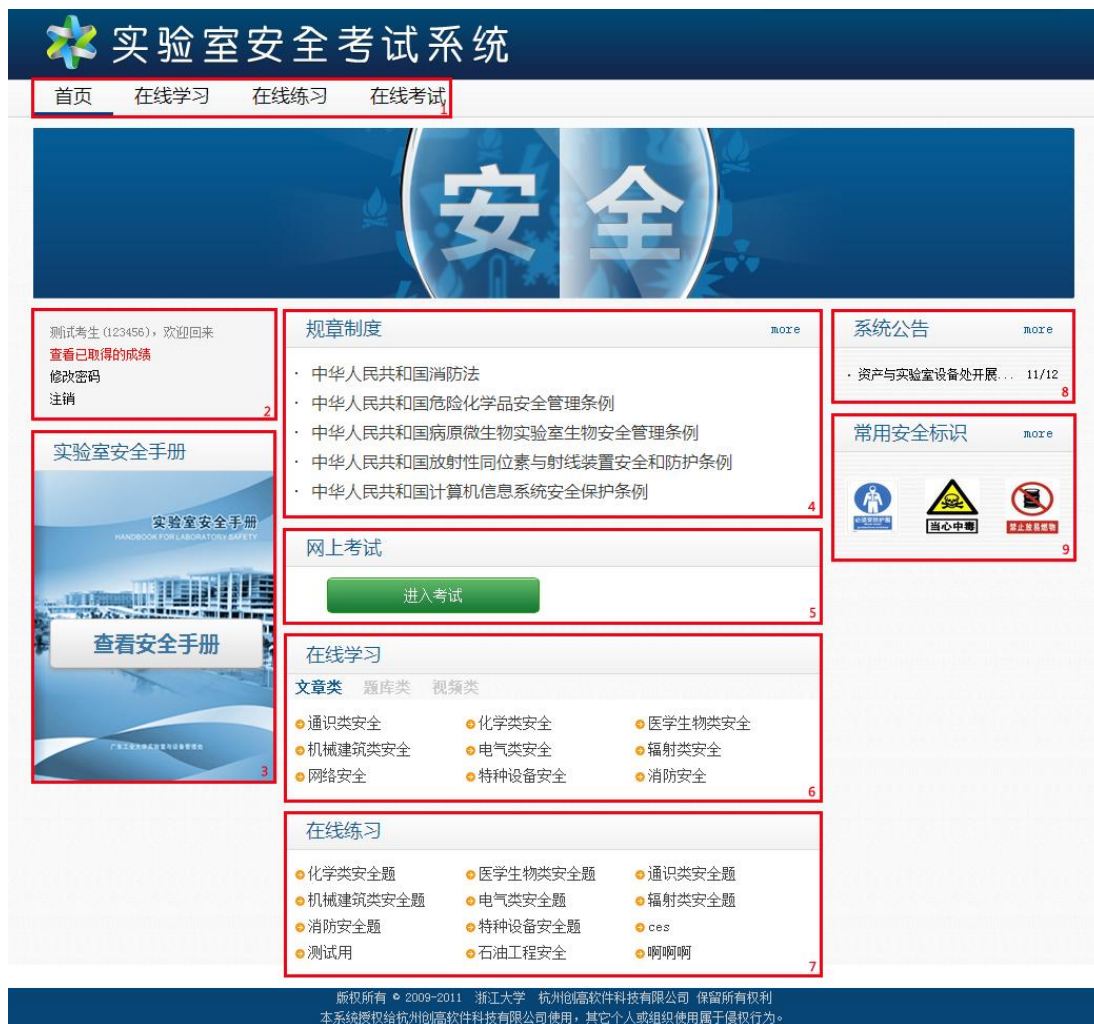 实验室安全考试系统
首页 在线学习 在线练习 在线考试
1
安全
测试考生(123456)，欢迎回来
查看已取得的成绩
修改密码
注销
2
实验室安全手册
实验室安全手册
HANDBOOK FOR LABORATORY SAFETY
查看安全手册
3
规章制度 more
· 中华人民共和国消防法
· 中华人民共和国危险化学品安全管理条例
· 中华人民共和国病原微生物实验室生物安全管理条例
· 中华人民共和国放射性同位素与射线装置安全和防护条例
· 中华人民共和国计算机信息系统安全保护条例
4
网上考试
进入考试
5
在线学习
文章类 题库类 视频类
通识类安全 化学类安全 医学生物类安全
机械建筑类安全 电气类安全 辐射类安全
网络安全 特种设备安全 消防安全
6
在线练习
化学类安全题 医学生物类安全题 通识类安全题
机械建筑类安全题 电气类安全题 辐射类安全题
消防安全题 特种设备安全题 ces
测试用 石油工程安全 啊啊啊
7
系统公告 more
· 资产与实验室设备处开展... 11/12
8
常用安全标识 more
必须穿防护服 当心中毒 禁止放易燃物
9
版权所有 © 2009-2011 浙江大学 杭州创高软件科技有限公司 保留所有权利
本系统授权给杭州创高软件科技有限公司使用，其它个人或组织使用属于侵权行为。